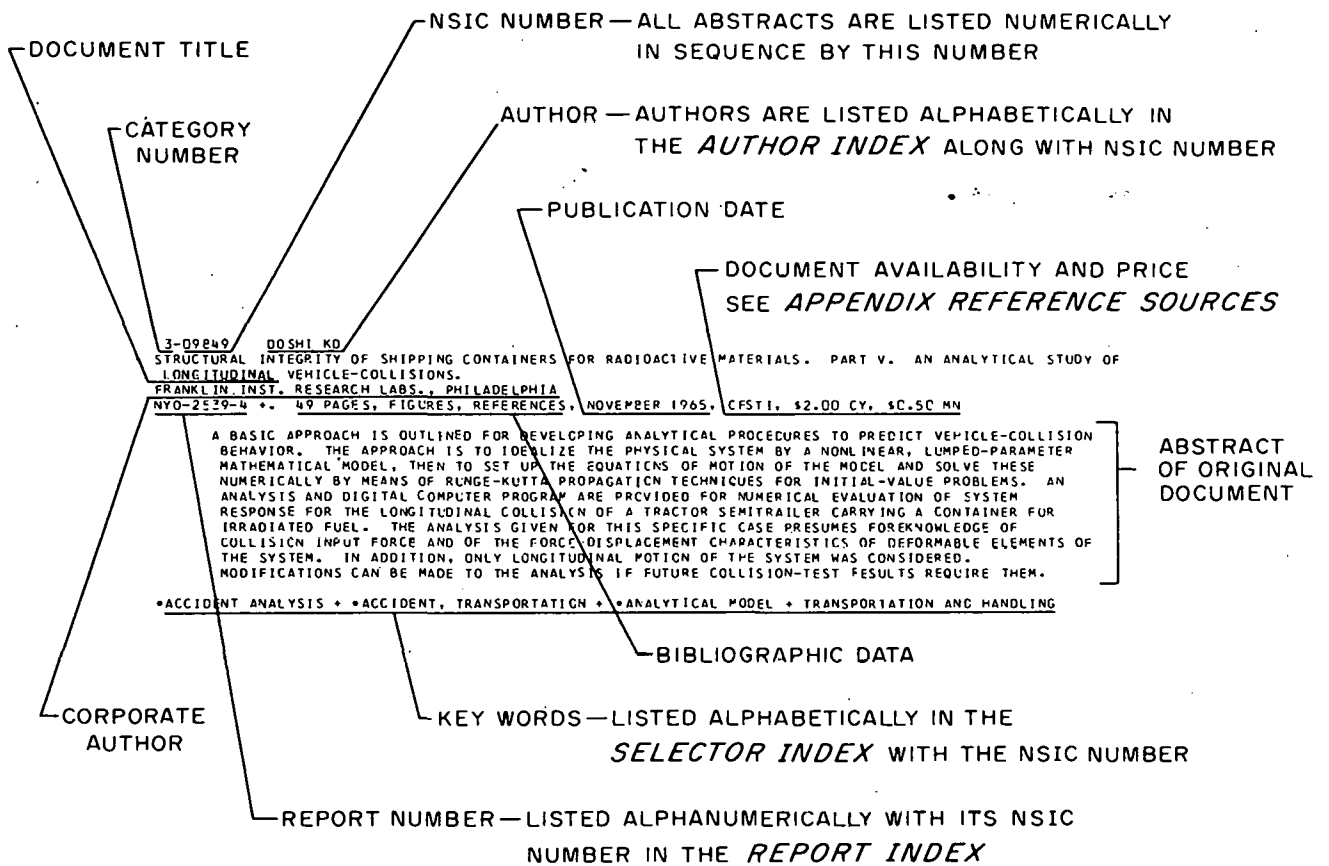 NSIC NUMBER — ALL ABSTRACTS ARE LISTED NUMERICALLY
IN SEQUENCE BY THIS NUMBER
DOCUMENT TITLE
CATEGORY
NUMBER
AUTHOR — AUTHORS ARE LISTED ALPHABETICALLY IN
THE AUTHOR INDEX ALONG WITH NSIC NUMBER
PUBLICATION DATE
DOCUMENT AVAILABILITY AND PRICE
SEE APPENDIX REFERENCE SOURCES
3-09849 DOSHI KD
STRUCTURAL INTEGRITY OF SHIPPING CONTAINERS FOR RADIOACTIVE MATERIALS. PART V. AN ANALYTICAL STUDY OF
LONGITUDINAL VEHICLE-COLLISIONS.
FRANKLIN INST. RESEARCH LABS., PHILADELPHIA
NYO-2539-4 +. 49 PAGES, FIGURES, REFERENCES, NOVEMBER 1965, CFSTI, $2.00 CY, $0.50 MN
A BASIC APPROACH IS OUTLINED FOR DEVELOPING ANALYTICAL PROCEDURES TO PREDICT VEHICLE-COLLISION
BEHAVIOR. THE APPROACH IS TO IDEALIZE THE PHYSICAL SYSTEM BY A NONLINEAR, LUMPED-PARAMETER
MATHEMATICAL MODEL, THEN TO SET UP THE EQUATIONS OF MOTION OF THE MODEL AND SOLVE THESE
NUMERICALLY BY MEANS OF RUNGE-KUTTA PROPAGATION TECHNIQUES FOR INITIAL-VALUE PROBLEMS. AN
ANALYSIS AND DIGITAL COMPUTER PROGRAM ARE PROVIDED FOR NUMERICAL EVALUATION OF SYSTEM
RESPONSE FOR THE LONGITUDINAL COLLISION OF A TRACTOR SEMITRAILER CARRYING A CONTAINER FOR
IRRADIATED FUEL. THE ANALYSIS GIVEN FOR THIS SPECIFIC CASE PRESUMES FOREKNOWLEDGE OF
COLLISION INPUT FORCE AND OF THE FORCE-DISPLACEMENT CHARACTERISTICS OF DEFORMABLE ELEMENTS OF
THE SYSTEM. IN ADDITION, ONLY LONGITUDINAL MOTION OF THE SYSTEM WAS CONSIDERED.
MODIFICATIONS CAN BE MADE TO THE ANALYSIS IF FUTURE COLLISION-TEST RESULTS REQUIRE THEM.
ABSTRACT
OF ORIGINAL
DOCUMENT
*ACCIDENT ANALYSIS + *ACCIDENT, TRANSPORTATION + *ANALYTICAL MODEL + TRANSPORTATION AND HANDLING
BIBLIOGRAPHIC DATA
CORPORATE
AUTHOR
KEY WORDS — LISTED ALPHABETICALLY IN THE
SELECTOR INDEX WITH THE NSIC NUMBER
REPORT NUMBER — LISTED ALPHANUMERICALLY WITH ITS NSIC
NUMBER IN THE REPORT INDEX